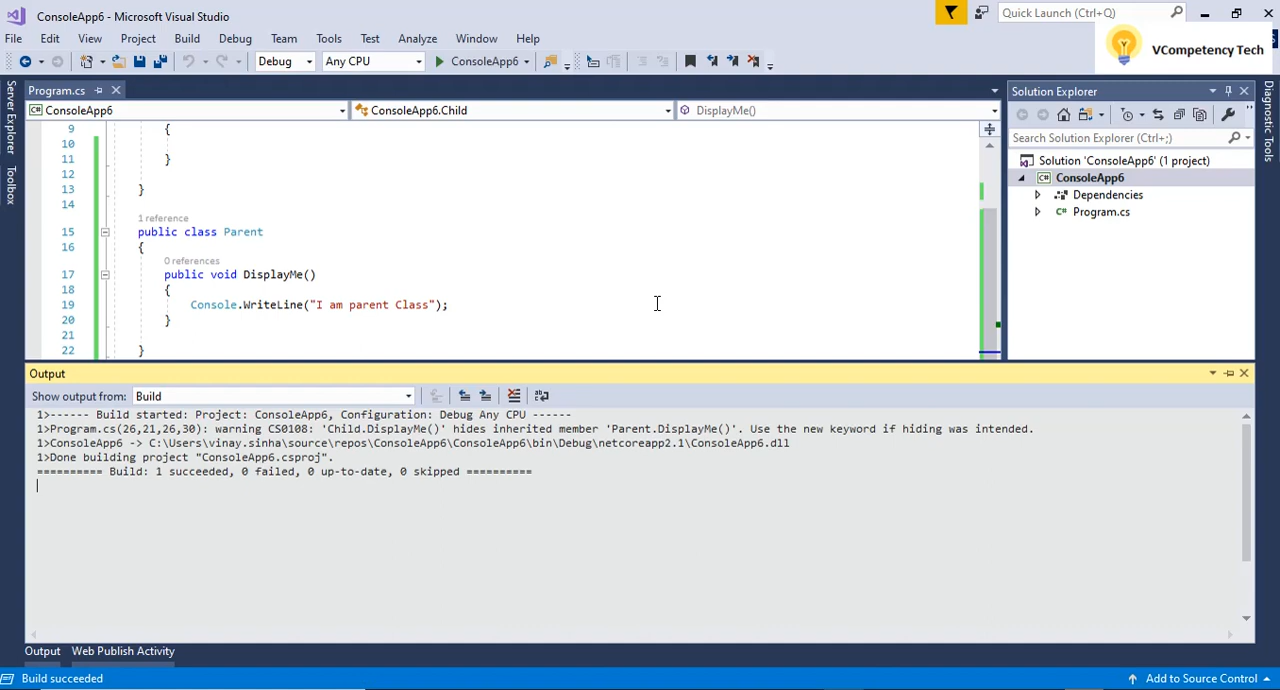 ConsoleApp6 - Microsoft Visual Studio
Quick Launch (Ctrl+Q)
File Edit View Project Build Debug Team Tools Test Analyze Window Help
VCompetency Tech
Debug Any CPU ConsoleApp6
Server Explorer
Toolbox
Program.cs
ConsoleApp6 ConsoleApp6.Child DisplayMe()
9 {
10
11 }
12
13 }
14
1 reference
15 public class Parent
16 {
0 references
17 public void DisplayMe()
18 {
19 Console.WriteLine("I am parent Class");
20 }
21
22 }
Solution Explorer
Search Solution Explorer (Ctrl+;)
Solution 'ConsoleApp6' (1 project)
C# ConsoleApp6
Dependencies
C# Program.cs
Diagnostic Tools
Output
Show output from: Build
1>------ Build started: Project: ConsoleApp6, Configuration: Debug Any CPU ------
1>Program.cs(26,21,26,30): warning CS0108: 'Child.DisplayMe()' hides inherited member 'Parent.DisplayMe()'. Use the new keyword if hiding was intended.
1>ConsoleApp6 -> C:\Users\vinay.sinha\source\repos\ConsoleApp6\ConsoleApp6\bin\Debug\netcoreapp2.1\ConsoleApp6.dll
1>Done building project "ConsoleApp6.csproj".
========== Build: 1 succeeded, 0 failed, 0 up-to-date, 0 skipped ==========
Output Web Publish Activity
Build succeeded
Add to Source Control